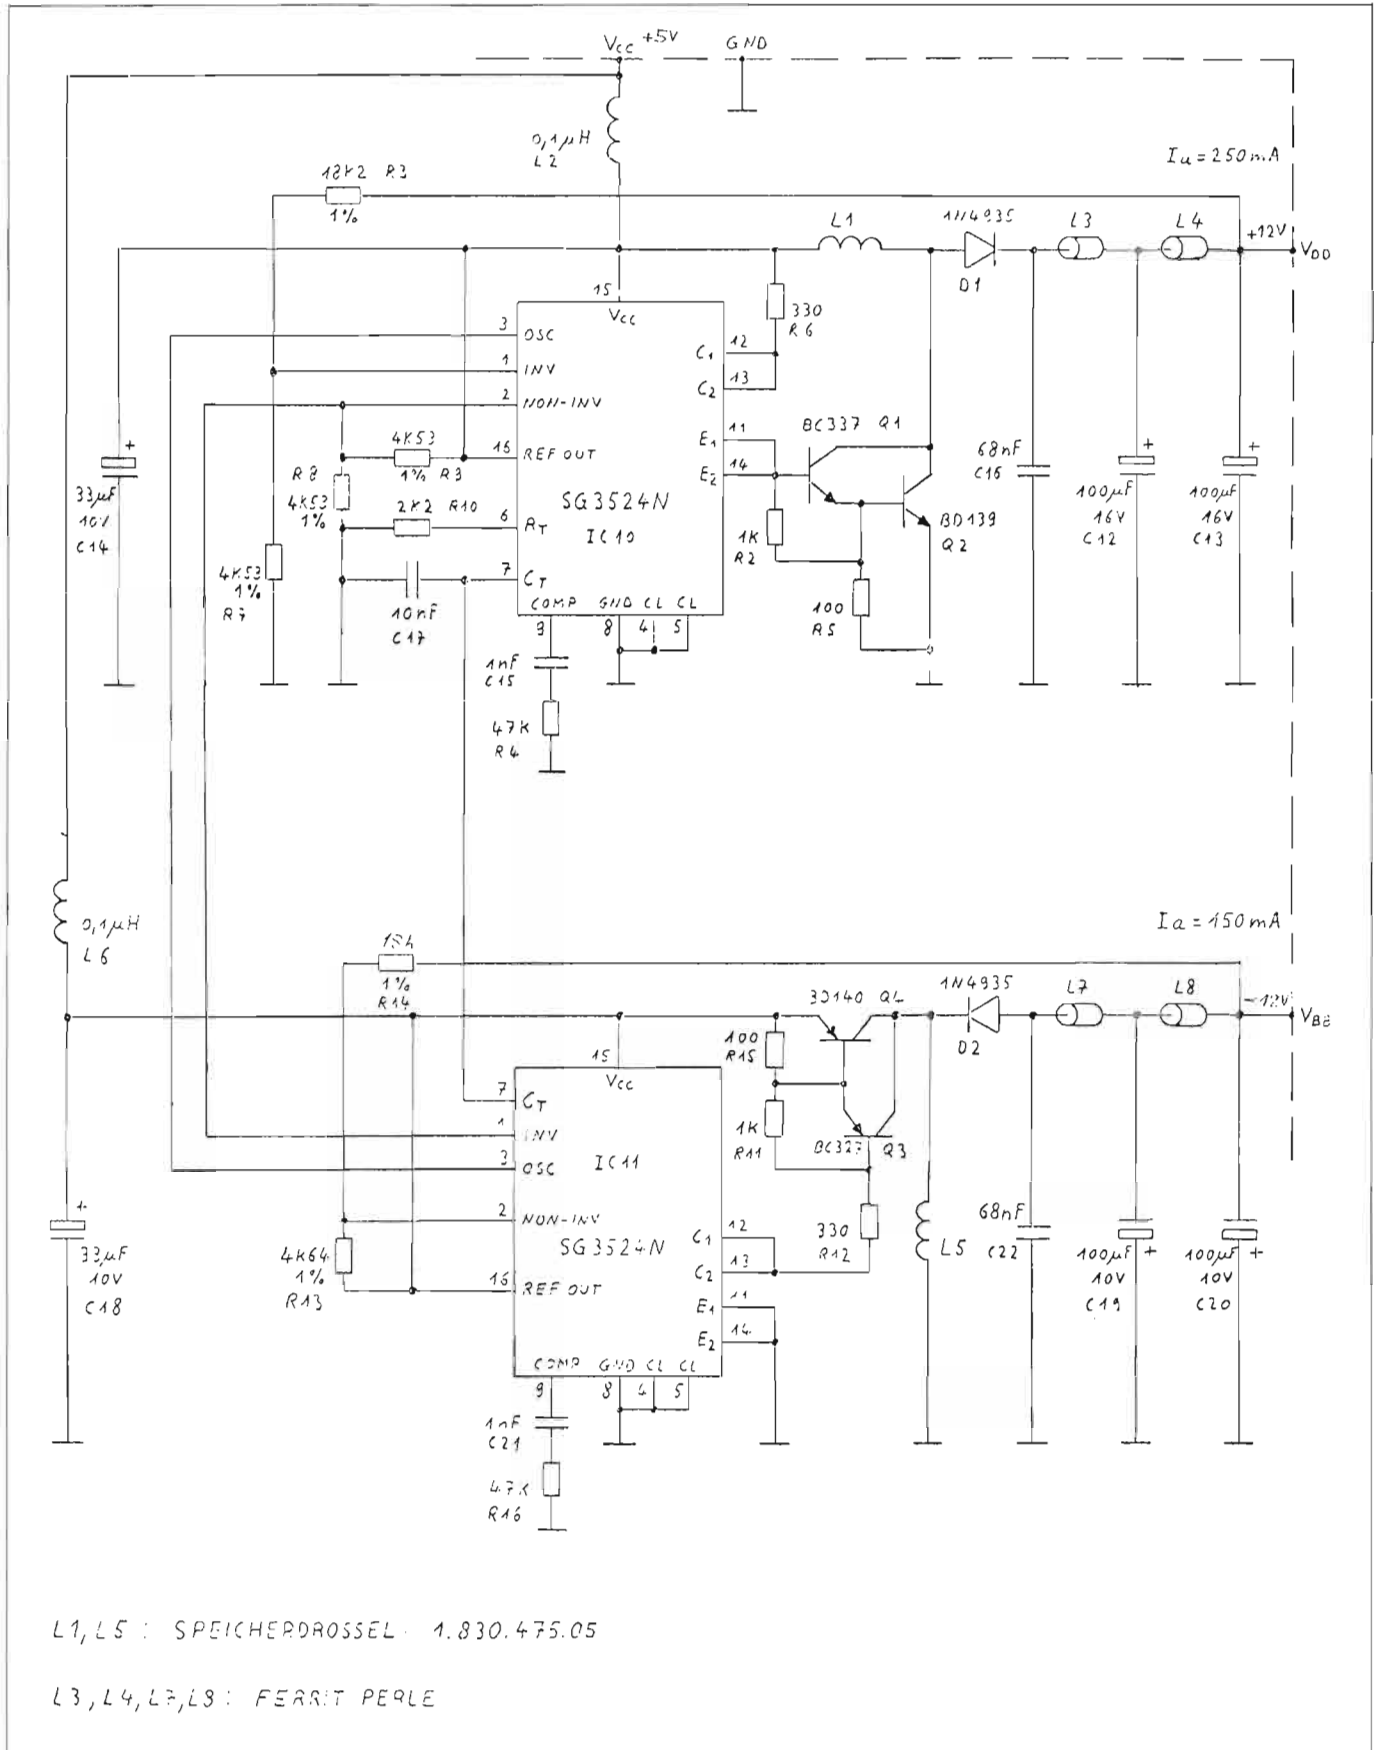 Vcc +5V
GND
0,1µH
L2
Iu = 250mA
18K2 R3
1%
L1
1N4935
D1
L3
L4
+12V
VDD
15
Vcc
330
R6
3
OSC
1
INV
2
NON-INV
16
REF OUT
6
RT
7
CT
C1
12
C2
13
E1
11
E2
14
SG3524N
IC10
COMP
GND
CL
CL
9
8
4
5
4K53
1% R9
R8
4K53
1%
2K2 R10
10nF
C17
4K53
1%
R7
+
33µF
10V
C14
BC337 Q1
1K
R2
BD139
Q2
100
R5
68nF
C16
+
100µF
16V
C12
+
100µF
16V
C13
1nF
C15
47K
R4
0,1µH
L6
Ia = 150mA
1%
R14
BD140 Q4
1N4935
D2
L7
L8
-12V
VBB
100
R15
1K
R11
BC327 Q3
330
R12
L5
15
Vcc
7
CT
1
INV
3
OSC
2
NON-INV
16
REF OUT
IC11
SG3524N
C1
12
C2
13
E1
11
E2
14
COMP
GND
CL
CL
9
8
4
5
4K64
1%
R13
+
33µF
10V
C18
68nF
C22
+
100µF
10V
C19
+
100µF
10V
C20
1nF
C21
4.7K
R16
L1, L5 : SPEICHERDROSSEL 1.830.475.05
L3, L4, L7, L8 : FERRIT PERLE